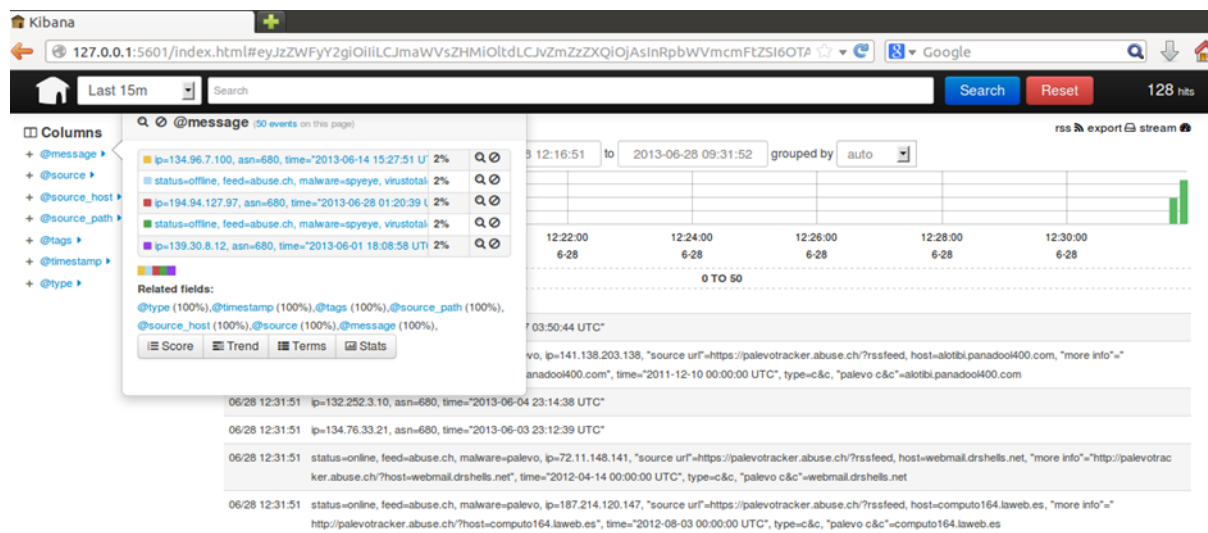 Kibana
127.0.0.1:5601/index.html#eyJzZWFyY2giOiIiLCJmaWVsZHMiOltdLCJvZmZzZXQiOjAsInRpbWVmcmFtZSI6OTA
Google
Last 15m
Search
Search
Reset
128 hits
rss export stream
Columns
@message (50 events on this page)
+ @message
+ @source
+ @source_host
+ @source_path
+ @tags
+ @timestamp
+ @type
ip=134.96.7.100, asn=680, time="2013-06-14 15:27:51 UT 2%
status=offline, feed=abuse.ch, malware=spyeye, virustotal- 2%
ip=194.94.127.97, asn=680, time="2013-06-28 01:20:39 U 2%
status=offline, feed=abuse.ch, malware=spyeye, virustotal- 2%
ip=139.30.8.12, asn=680, time="2013-06-01 18:08:58 UT 2%
Related fields:
@type (100%),@timestamp (100%),@tags (100%),@source_path (100%),
@source_host (100%),@source (100%),@message (100%),
Score Trend Terms Stats
12:16:51 to 2013-06-28 09:31:52 grouped by auto
12:22:00 12:24:00 12:26:00 12:28:00 12:30:00
6-28 6-28 6-28 6-28 6-28
0 TO 50
03:50:44 UTC"
vo, ip=141.138.203.138, "source url"=https://palevotracker.abuse.ch/?rssfeed, host=alotibi.panadool400.com, "more info"="
anadool400.com", time="2011-12-10 00:00:00 UTC", type=c&c, "palevo c&c"=alotibi.panadool400.com
06/28 12:31:51 ip=132.252.3.10, asn=680, time="2013-06-04 23:14:38 UTC"
06/28 12:31:51 ip=134.76.33.21, asn=680, time="2013-06-03 23:12:39 UTC"
06/28 12:31:51 status=online, feed=abuse.ch, malware=palevo, ip=72.11.148.141, "source url"=https://palevotracker.abuse.ch/?rssfeed, host=webmail.drshells.net, "more info"="http://palevotrac
ker.abuse.ch/?host=webmail.drshells.net", time="2012-04-14 00:00:00 UTC", type=c&c, "palevo c&c"=webmail.drshells.net
06/28 12:31:51 status=online, feed=abuse.ch, malware=palevo, ip=187.214.120.147, "source url"=https://palevotracker.abuse.ch/?rssfeed, host=computo164.laweb.es, "more info"="
http://palevotracker.abuse.ch/?host=computo164.laweb.es", time="2012-08-03 00:00:00 UTC", type=c&c, "palevo c&c"=computo164.laweb.es